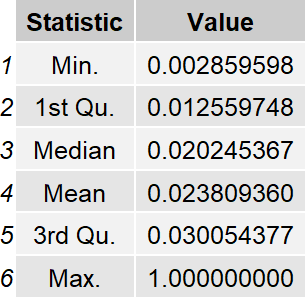 Statistic Value
1 Min. 0.002859598
2 1st Qu. 0.012559748
3 Median 0.020245367
4 Mean 0.023809360
5 3rd Qu. 0.030054377
6 Max. 1.000000000